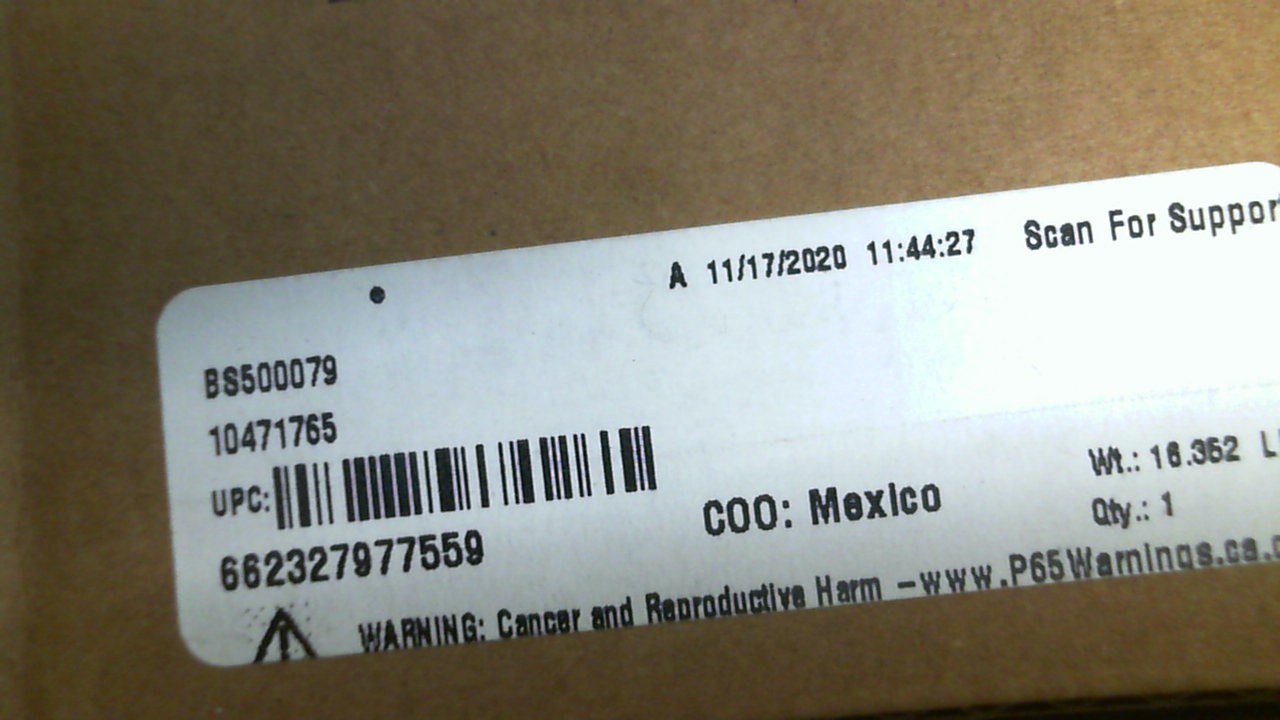 A 11/17/2020 11:44:27 Scan For Suppor
BS500079
10471765
UPC:
662327977559
COO: Mexico
Wt.: 16.352 L
Qty.: 1
WARNING: Cancer and Reproductive Harm -www.P65Warnings.ca.